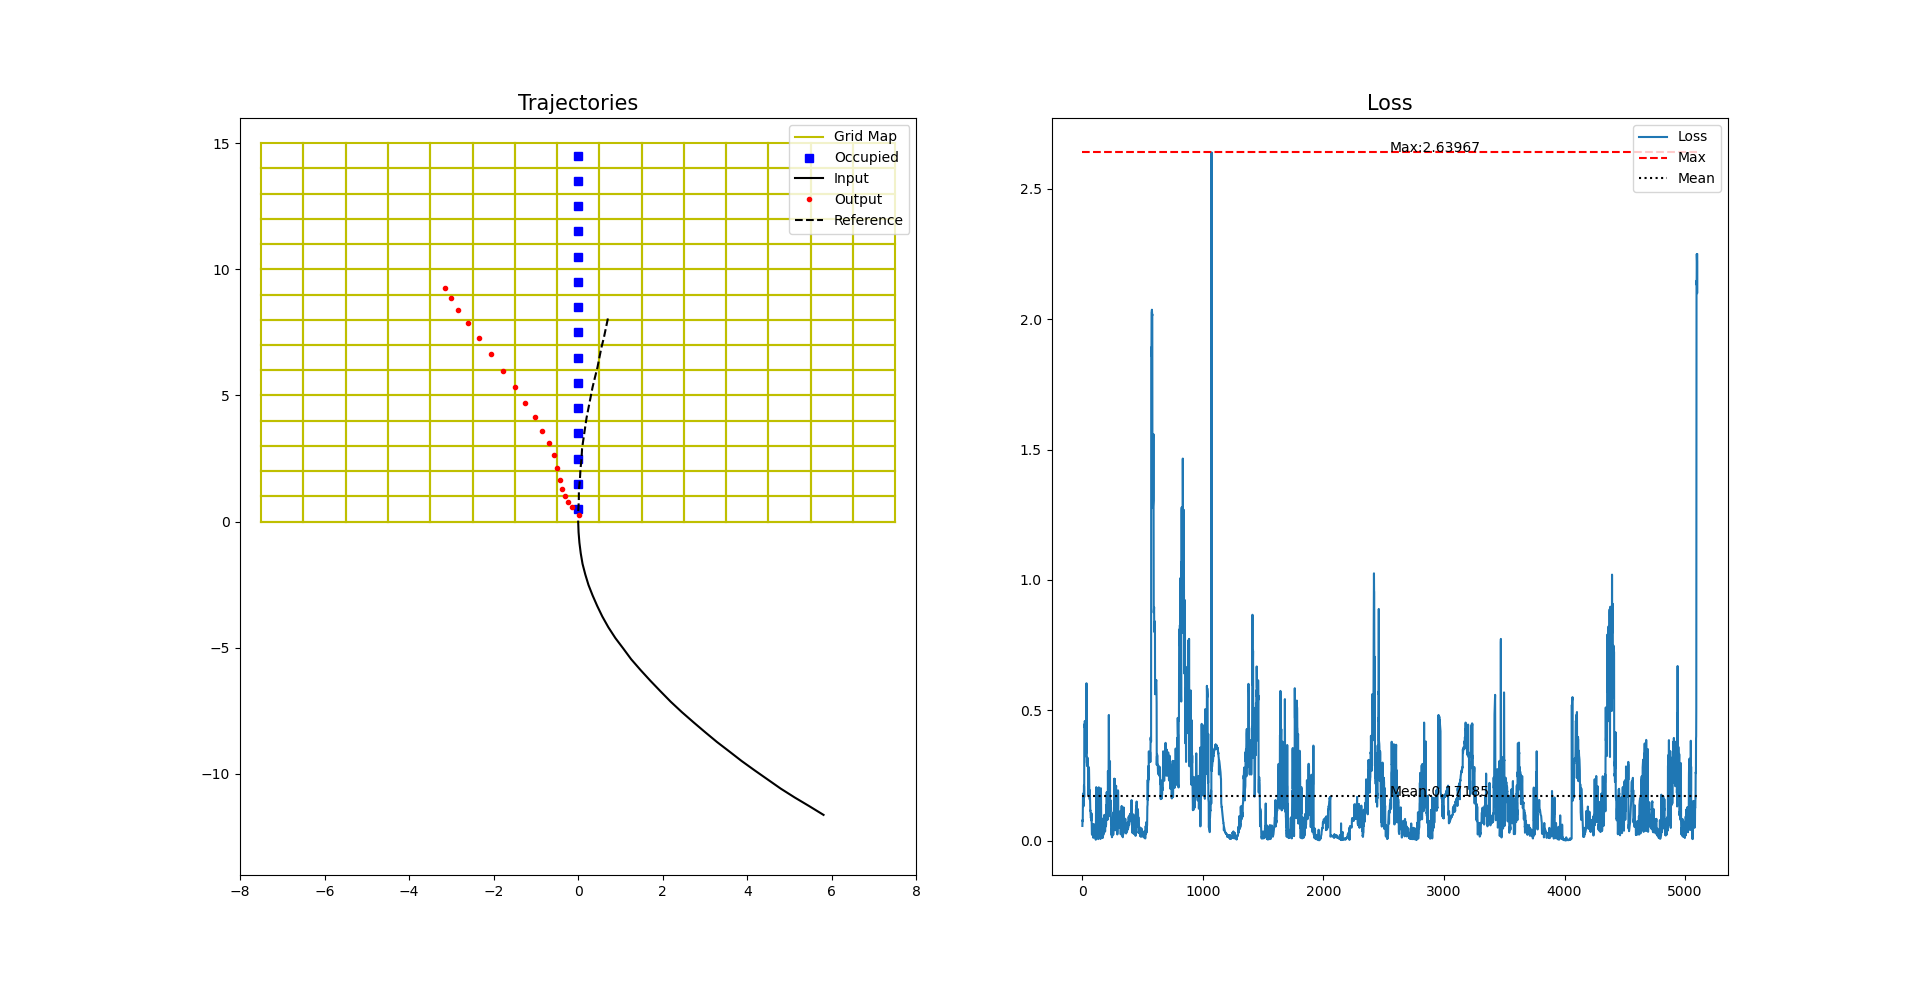 Trajectories
15
10
5
0
−5
−10
−8
−6
−4
−2
0
2
4
6
8
Grid Map
Occupied
Input
Output
Reference
Loss
2.5
2.0
1.5
1.0
0.5
0.0
0
1000
2000
3000
4000
5000
Max:2.63967
Mean:0.17185
Loss
Max
Mean